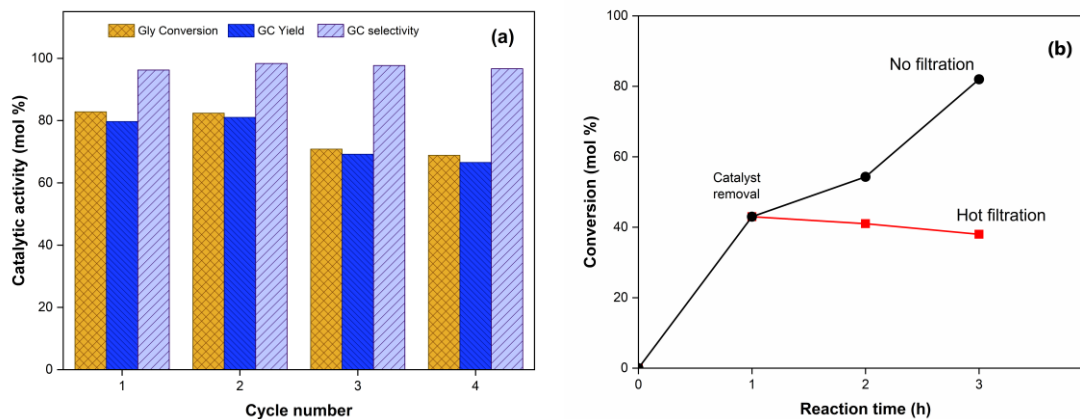 Gly Conversion GC Yield GC selectivity
(a)
100
80
60
40
20
0
Catalytic activity (mol %)
1 2 3 4
Cycle number
(b)
100
80
60
40
20
0
Conversion (mol %)
No filtration
Catalyst
removal
Hot filtration
0 1 2 3
Reaction time (h)